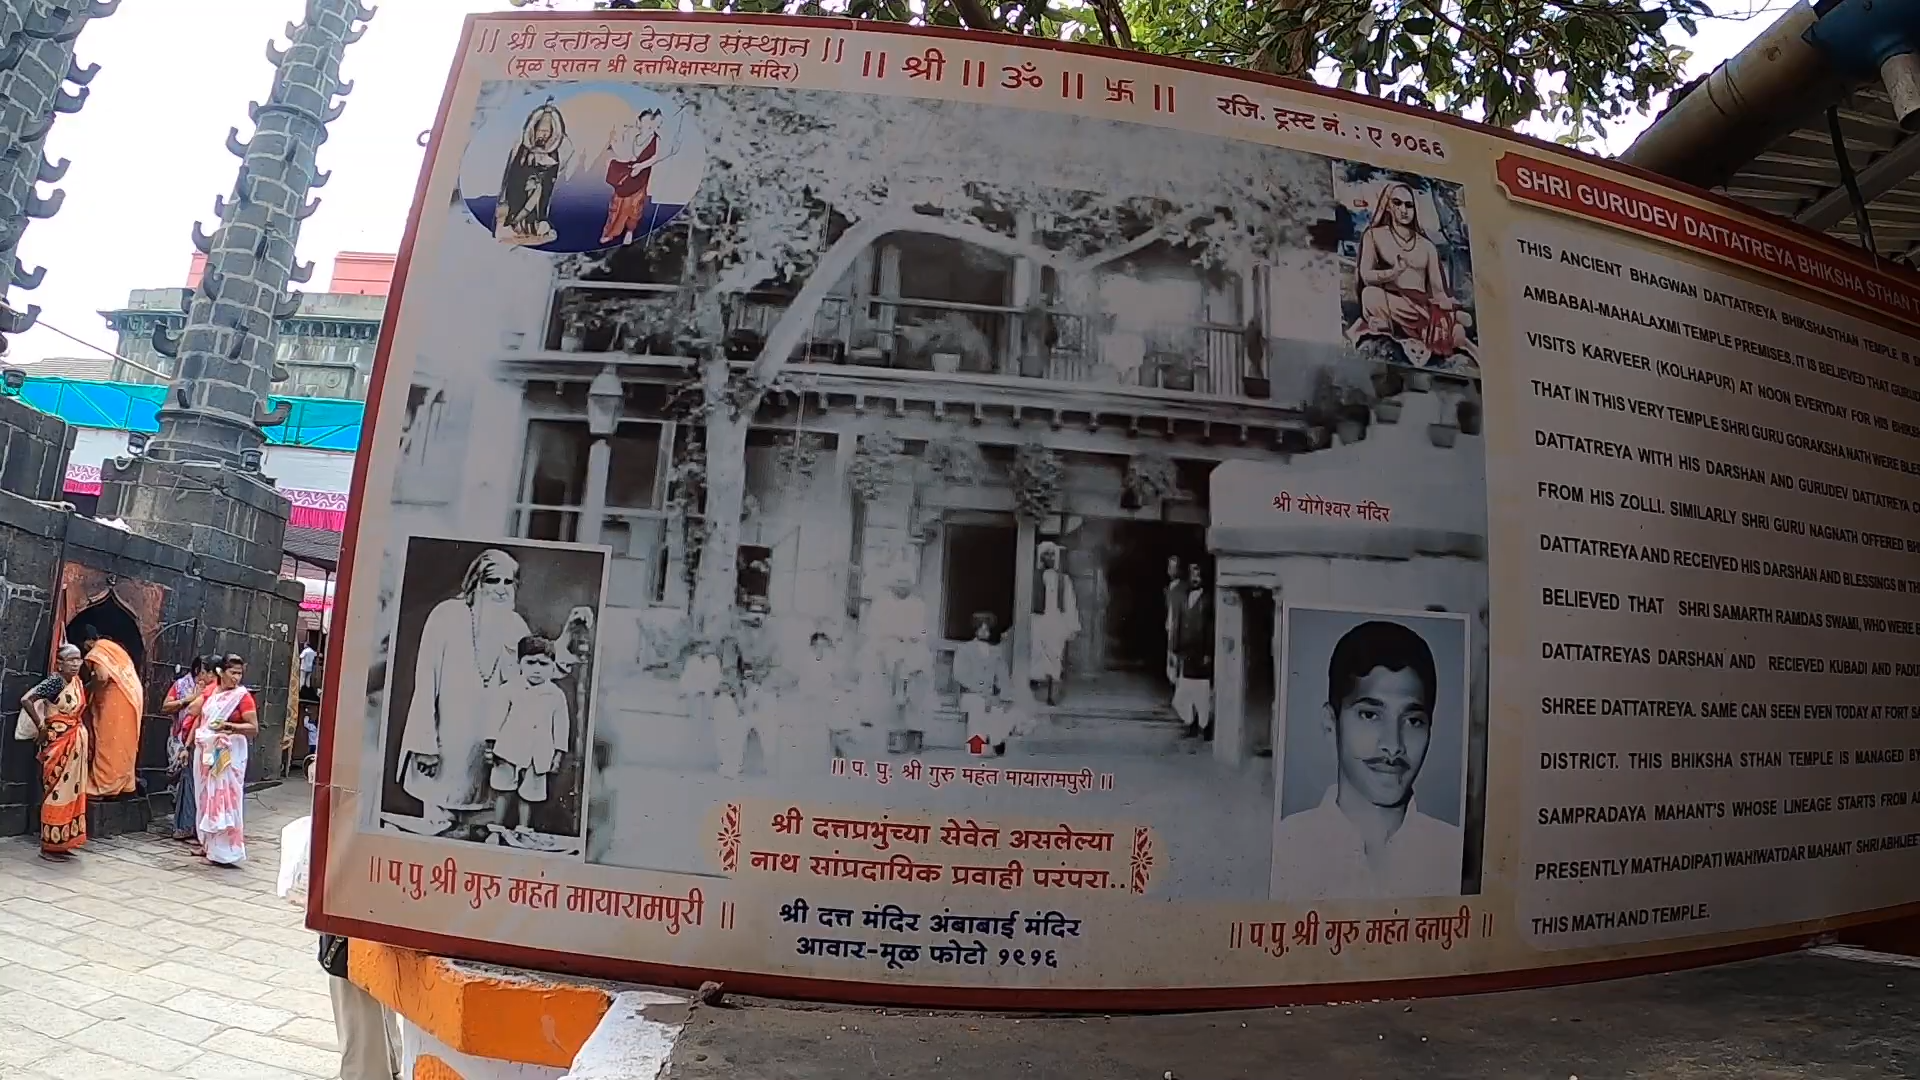 || श्री दत्तात्रेय देवमठ संस्थान ||
(मूळ पुरातन श्री दत्तभिक्षास्थान मंदिर)
|| श्री || ॐ || 卐 ||
रजि. ट्रस्ट नं. : ए १०६६
श्री योगेश्वर मंदिर
|| प. पु. श्री गुरु महंत मायारामपुरी ||
श्री दत्तप्रभुंच्या सेवेत असलेल्या
नाथ सांप्रदायिक प्रवाही परंपरा..
|| प.पु.श्री गुरु महंत मायारामपुरी ||
श्री दत्त मंदिर अंबाबाई मंदिर
आवार-मूळ फोटो १९१६
|| प.पु.श्री गुरु महंत दत्तपुरी ||
SHRI GURUDEV DATTATREYA BHIKSHA STHAN
THIS ANCIENT BHAGWAN DATTATREYA BHIKSHASTHAN TEMPLE IS
AMBABAI-MAHALAXMI TEMPLE PREMISES. IT IS BELIEVED THAT
VISITS KARVEER (KOLHAPUR) AT NOON EVERYDAY FOR HIS
THAT IN THIS VERY TEMPLE SHRI GURU GORAKSHANATH WERE
DATTATREYA WITH HIS DARSHAN AND GURUDEV DATTATREYA
FROM HIS ZOLLI. SIMILARLY SHRI GURU NAGNATH OFFERED
DATTATREYA AND RECEIVED HIS DARSHAN AND BLESSINGS IN
BELIEVED THAT SHRI SAMARTH RAMDAS SWAMI, WHO WERE
DATTATREYAS DARSHAN AND RECIEVED KUBADI AND
SHREE DATTATREYA. SAME CAN SEEN EVEN TODAY AT FORT
DISTRICT. THIS BHIKSHA STHAN TEMPLE IS MANAGED BY
SAMPRADAYA MAHANT'S WHOSE LINEAGE STARTS FROM
PRESENTLY MATHADIPATI WAHIWATDAR MAHANT SHRI
THIS MATH AND TEMPLE.